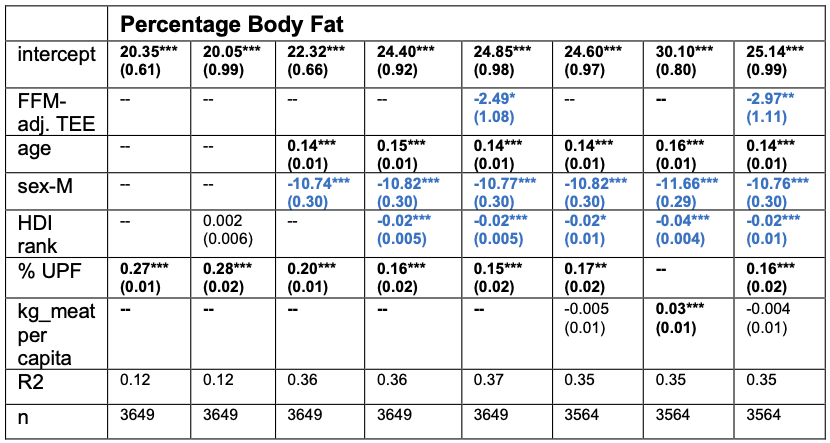 Percentage Body Fat
intercept 20.35*** 20.05*** 22.32*** 24.40*** 24.85*** 24.60*** 30.10*** 25.14***
(0.61) (0.99) (0.66) (0.92) (0.98) (0.97) (0.80) (0.99)
FFM- -- -- -- -- -2.49* -- -- -2.97**
adj. TEE (1.08) (1.11)
age -- -- 0.14*** 0.15*** 0.14*** 0.14*** 0.16*** 0.14***
(0.01) (0.01) (0.01) (0.01) (0.01) (0.01)
sex-M -- -- -10.74*** -10.82*** -10.77*** -10.82*** -11.66*** -10.76***
(0.30) (0.30) (0.30) (0.30) (0.29) (0.30)
HDI -- 0.002 -- -0.02*** -0.02*** -0.02* -0.04*** -0.02***
rank (0.006) (0.005) (0.005) (0.01) (0.004) (0.01)
% UPF 0.27*** 0.28*** 0.20*** 0.16*** 0.15*** 0.17** -- 0.16***
(0.01) (0.02) (0.01) (0.02) (0.02) (0.02) (0.02)
kg_meat -- -- -- -- -- -0.005 0.03*** -0.004
per (0.01) (0.01) (0.01)
capita
R2 0.12 0.12 0.36 0.36 0.37 0.35 0.35 0.35
n 3649 3649 3649 3649 3649 3564 3564 3564